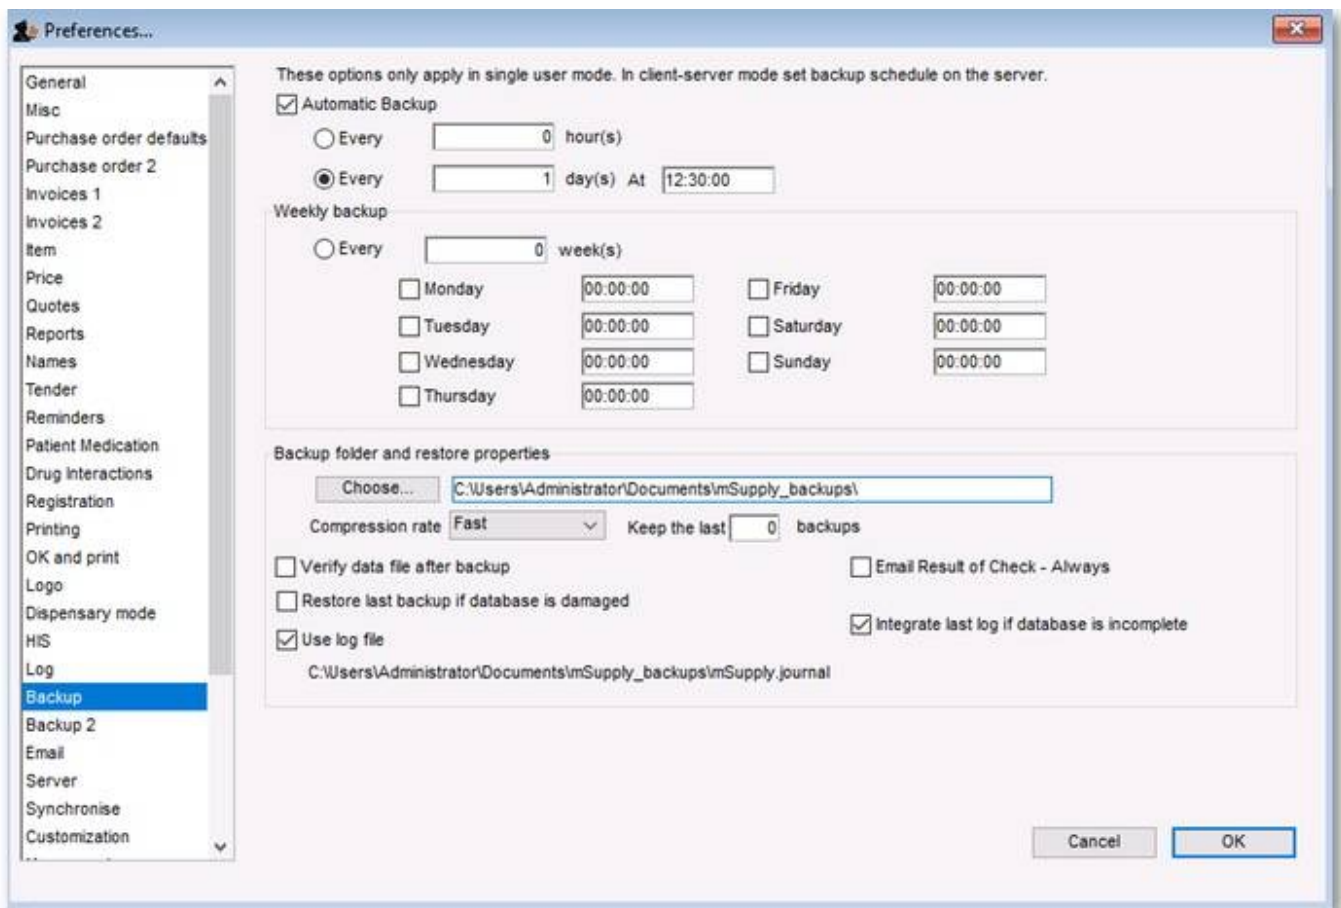 Preferences...
General
Misc
Purchase order defaults
Purchase order 2
Invoices 1
Invoices 2
Item
Price
Quotes
Reports
Names
Tender
Reminders
Patient Medication
Drug Interactions
Registration
Printing
OK and print
Logo
Dispensary mode
HIS
Log
Backup
Backup 2
Email
Server
Synchronise
Customization
These options only apply in single user mode. In client-server mode set backup schedule on the server.
Automatic Backup
Every 0 hour(s)
Every 1 day(s) At 12:30:00
Weekly backup
Every 0 week(s)
Monday 00:00:00 Friday 00:00:00
Tuesday 00:00:00 Saturday 00:00:00
Wednesday 00:00:00 Sunday 00:00:00
Thursday 00:00:00
Backup folder and restore properties
Choose... C:\Users\Administrator\Documents\mSupply_backups\
Compression rate Fast Keep the last 0 backups
Verify data file after backup Email Result of Check - Always
Restore last backup if database is damaged
Integrate last log if database is incomplete
Use log file
C:\Users\Administrator\Documents\mSupply_backups\mSupply.journal
Cancel OK